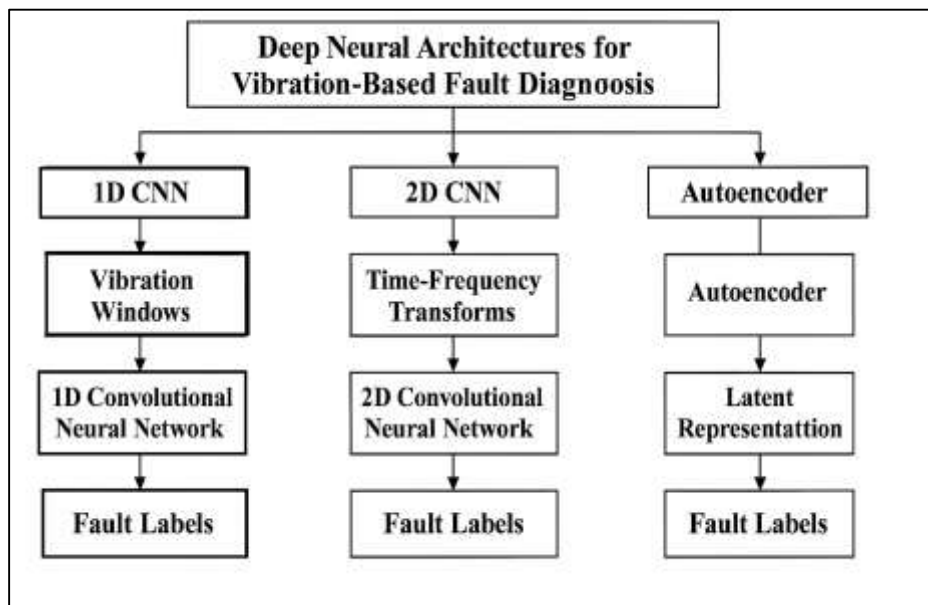 Deep Neural Architectures for
Vibration-Based Fault Diagnoosis
1D CNN
Vibration
Windows
1D Convolutional
Neural Network
Fault Labels
2D CNN
Time-Frequency
Transforms
2D Convolutional
Neural Network
Fault Labels
Autoencoder
Autoencoder
Latent
Representattion
Fault Labels